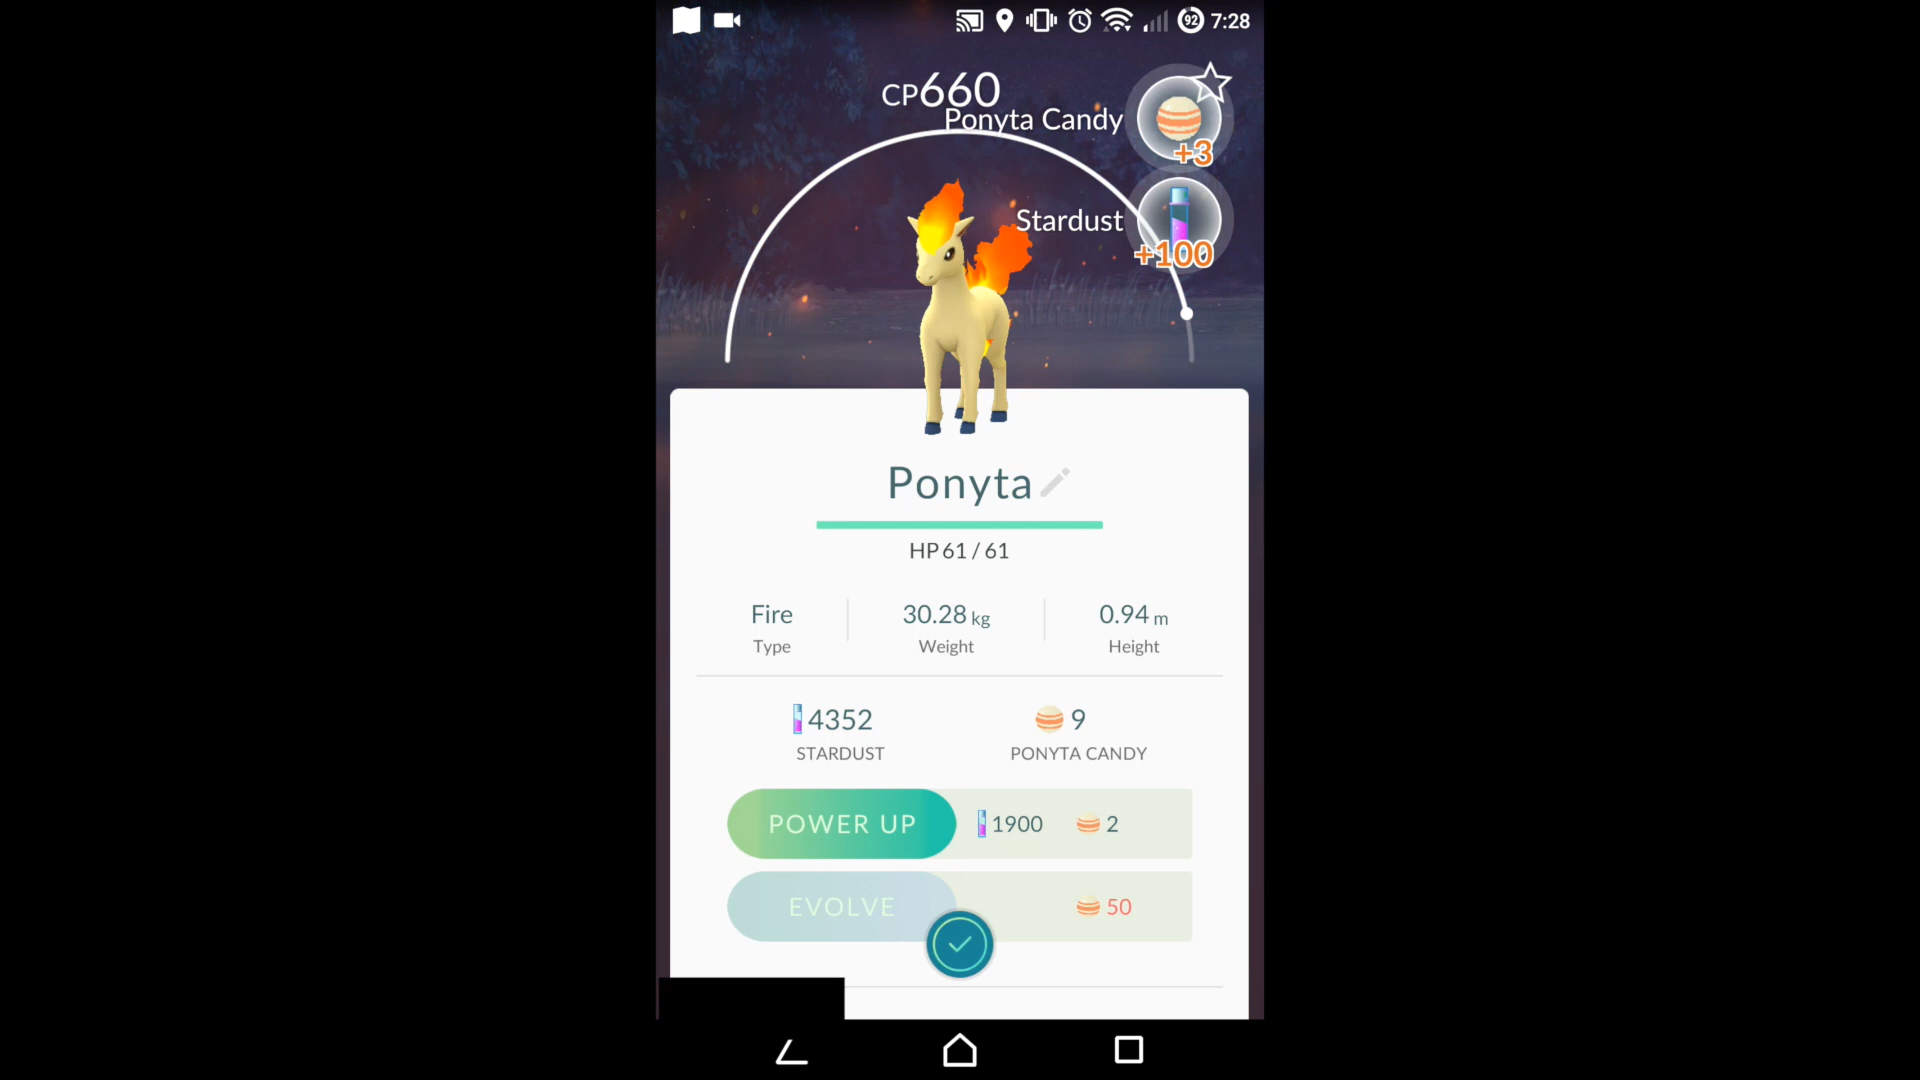 92 7:28
CP660
Ponyta Candy
+3
Stardust
+100
Ponyta
HP 61 / 61
Fire 30.28 kg 0.94 m
Type Weight Height
4352 9
STARDUST PONYTA CANDY
POWER UP 1900 2
EVOLVE 50